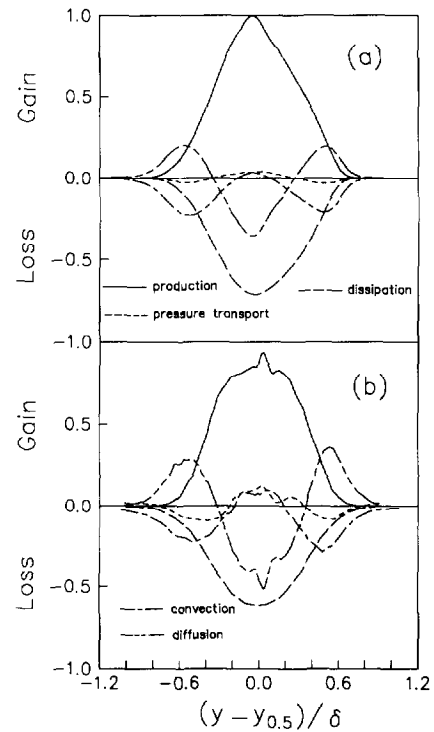 1.0
(a)
Gain
0.5
0.0
Loss
-0.5
production
dissipation
pressure transport
-1.0
(b)
Gain
0.5
0.0
Loss
-0.5
convection
diffusion
-1.0
-1.2 -0.6 0.0 0.6 1.2
(y-y0.5)/δ